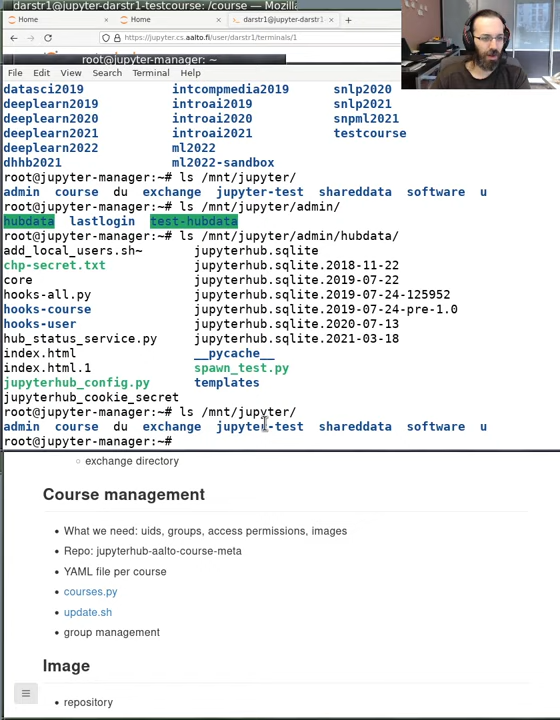 darstr1@jupyter-darstr1-testcourse: /course — Mozilla
Home
Home
darstr1@jupyter-darstr1-testc
https://jupyter.cs.aalto.fi/user/darstr1/terminals/1
root@jupyter-manager: ~
File Edit View Search Terminal Help
datasci2019 intcompmedia2019 snlp2020
deeplearn2019 introai2019 snlp2021
deeplearn2020 introai2020 snpml2021
deeplearn2021 introai2021 testcourse
deeplearn2022 ml2022
dhhb2021 ml2022-sandbox
root@jupyter-manager:~# ls /mnt/jupyter/
admin course du exchange jupyter-test shareddata software u
root@jupyter-manager:~# ls /mnt/jupyter/admin/
hubdata lastlogin test-hubdata
root@jupyter-manager:~# ls /mnt/jupyter/admin/hubdata/
add_local_users.sh~ jupyterhub.sqlite
chp-secret.txt jupyterhub.sqlite.2018-11-22
core jupyterhub.sqlite.2019-07-22
hooks-all.py jupyterhub.sqlite.2019-07-24-125952
hooks-course jupyterhub.sqlite.2019-07-24-pre-1.0
hooks-user jupyterhub.sqlite.2020-07-13
hub_status_service.py jupyterhub.sqlite.2021-03-18
index.html __pycache__
index.html.1 spawn_test.py
jupyterhub_config.py templates
jupyterhub_cookie_secret
root@jupyter-manager:~# ls /mnt/jupyter/
admin course du exchange jupyter-test shareddata software u
root@jupyter-manager:~#
exchange directory
Course management
What we need: uids, groups, access permissions, images
Repo: jupyterhub-aalto-course-meta
YAML file per course
courses.py
update.sh
group management
Image
repository